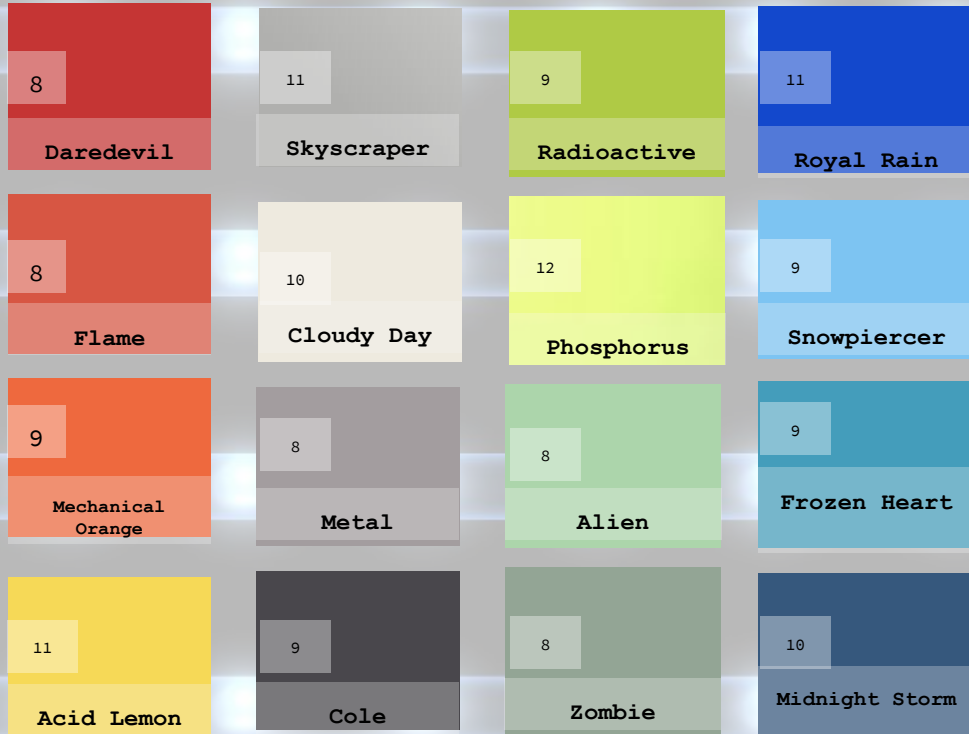 8
Daredevil
11
Skyscraper
9
Radioactive
11
Royal Rain
8
Flame
10
Cloudy Day
12
Phosphorus
9
Snowpiercer
9
Mechanical
Orange
8
Metal
8
Alien
9
Frozen Heart
11
Acid Lemon
9
Cole
8
Zombie
10
Midnight Storm